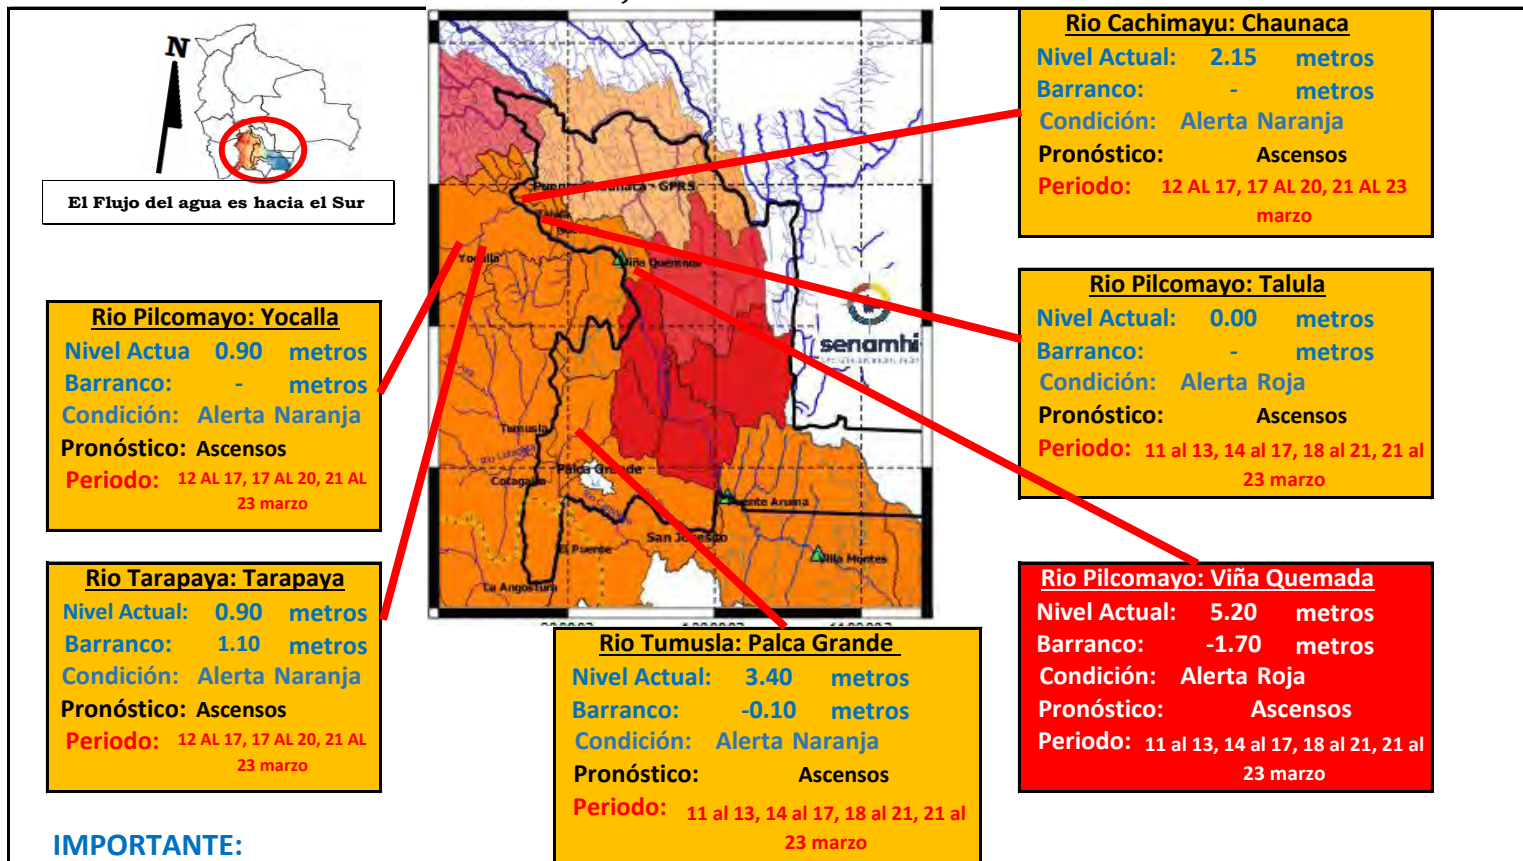 N
El Flujo del agua es hacia el Sur
Rio Pilcomayo: Yocalla
Nivel Actua 0.90 metros
Barranco: - metros
Condición: Alerta Naranja
Pronóstico: Ascensos
Periodo: 12 AL 17, 17 AL 20, 21 AL
23 marzo
Rio Tarapaya: Tarapaya
Nivel Actual: 0.90 metros
Barranco: 1.10 metros
Condición: Alerta Naranja
Pronóstico: Ascensos
Periodo: 12 AL 17, 17 AL 20, 21 AL
23 marzo
IMPORTANTE:
GPRS
Yocalla
Viña Quemada
senamhi
Tumusla
Palca Grande
Cotagaita
San Josecito
El Puente
Villa Montes
La Angostura
Rio Tumusla: Palca Grande
Nivel Actual: 3.40 metros
Barranco: -0.10 metros
Condición: Alerta Naranja
Pronóstico: Ascensos
Periodo: 11 al 13, 14 al 17, 18 al 21, 21 al
23 marzo
Rio Cachimayu: Chaunaca
Nivel Actual: 2.15 metros
Barranco: - metros
Condición: Alerta Naranja
Pronóstico: Ascensos
Periodo: 12 AL 17, 17 AL 20, 21 AL 23
marzo
Rio Pilcomayo: Talula
Nivel Actual: 0.00 metros
Barranco: - metros
Condición: Alerta Roja
Pronóstico: Ascensos
Periodo: 11 al 13, 14 al 17, 18 al 21, 21 al
23 marzo
Rio Pilcomayo: Viña Quemada
Nivel Actual: 5.20 metros
Barranco: -1.70 metros
Condición: Alerta Roja
Pronóstico: Ascensos
Periodo: 11 al 13, 14 al 17, 18 al 21, 21 al
23 marzo